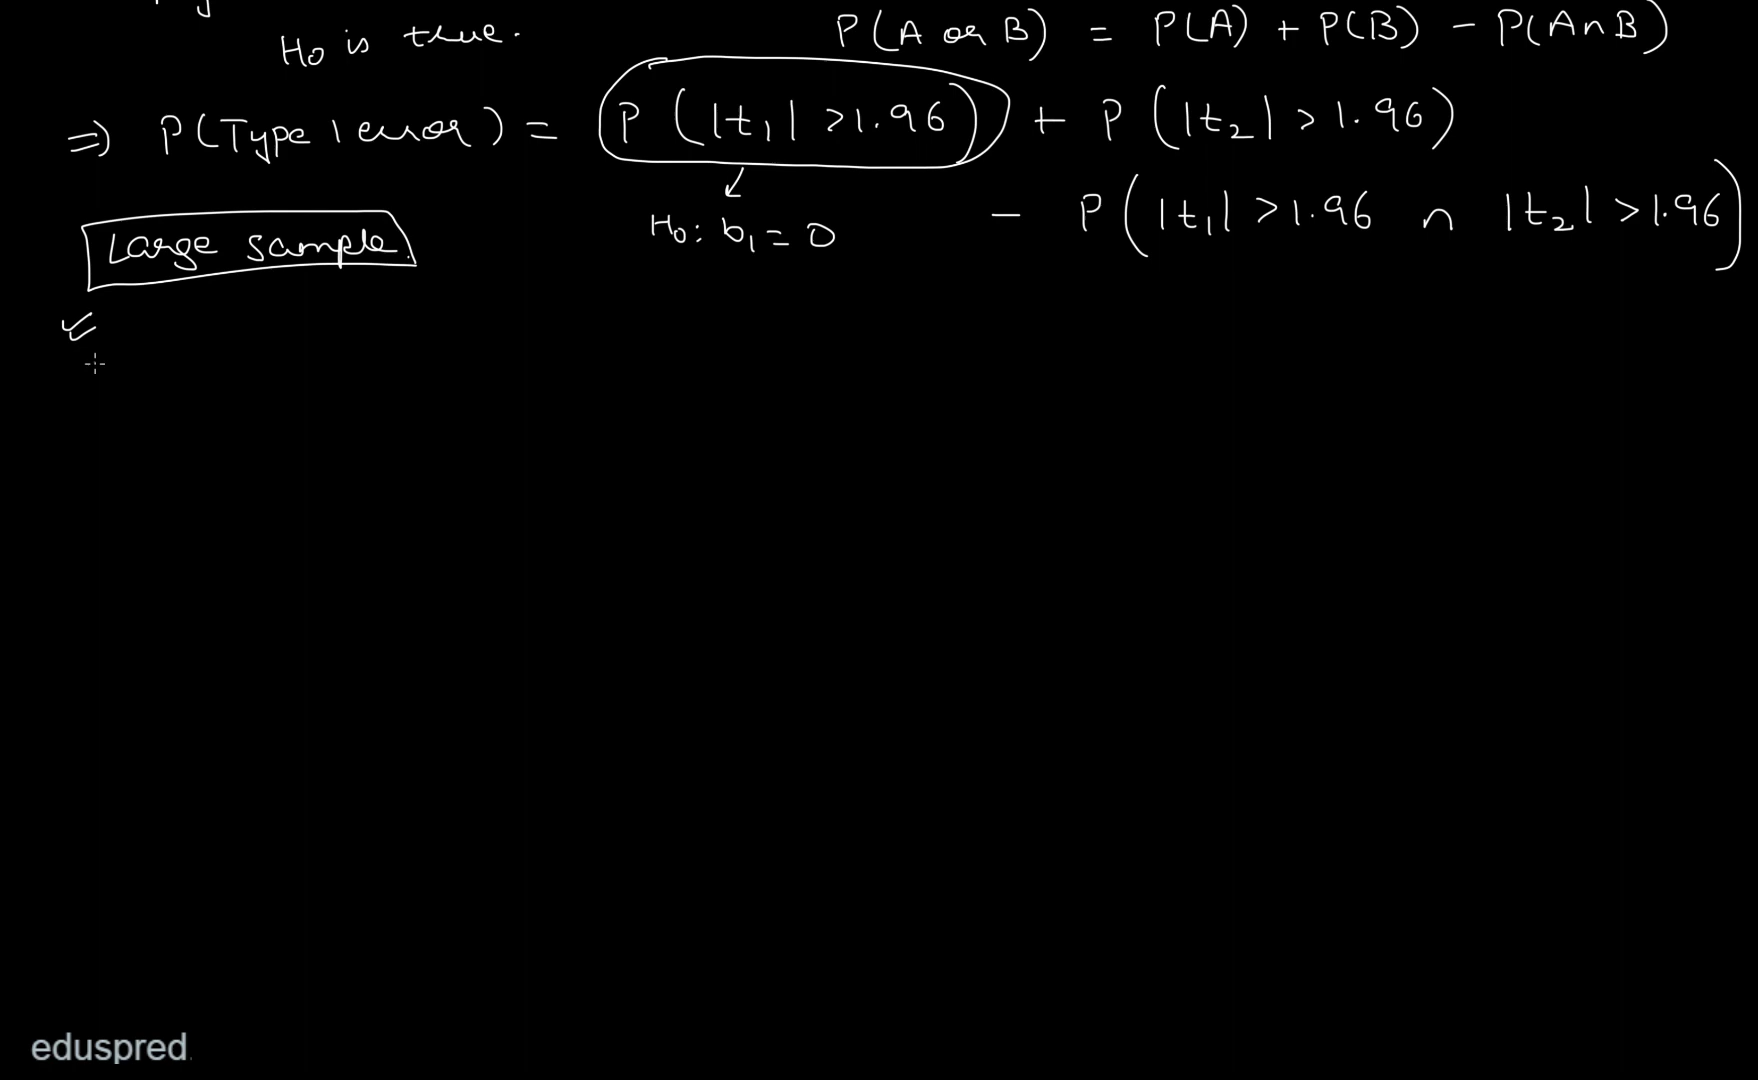 H₀ is true.
P(A or B) = P(A) + P(B) - P(A∩B)
⇒ P(Type 1 error) = P(|t₁| > 1.96) + P(|t₂| > 1.96)
- P(|t₁| > 1.96 ∩ |t₂| > 1.96)
H₀: b₁ = 0
Large sample.
eduspred.